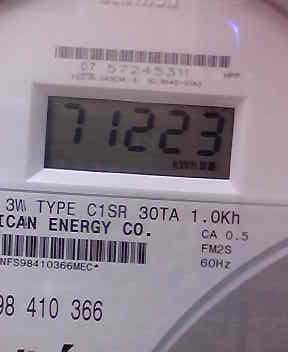 07 57245311 MPP
71223
kWh
3W TYPE C1SR 30TA 1.0Kh
ICAN ENERGY CO.
CA 0.5
FM2S
NFS98410366MEC*
60Hz
98 410 366